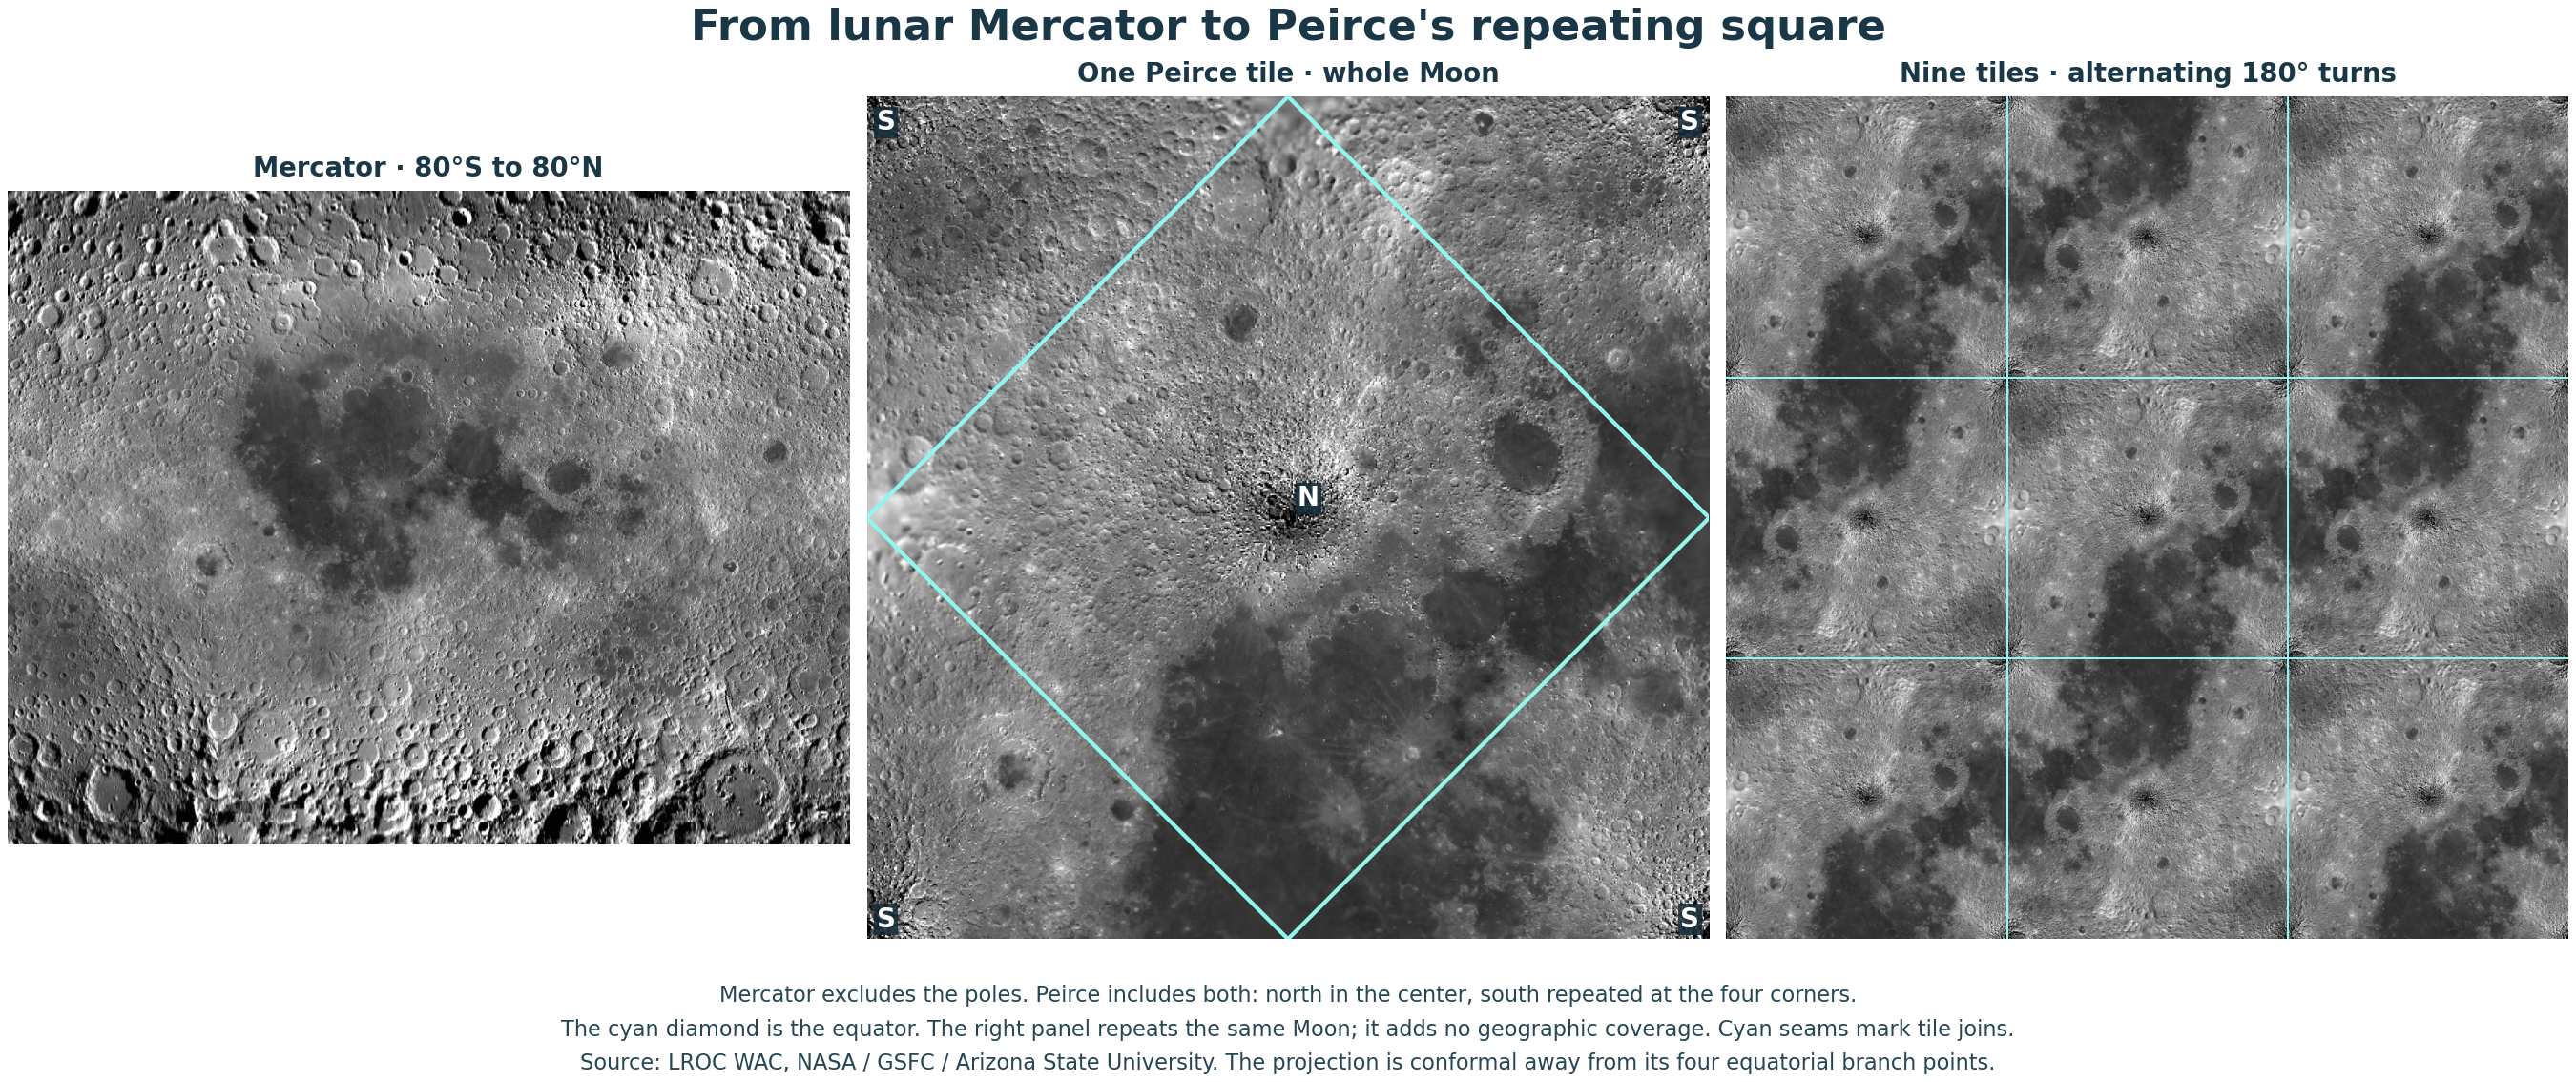 From lunar Mercator to Peirce's repeating square
Mercator · 80°S to 80°N
One Peirce tile · whole Moon
S
S
N
S
S
Nine tiles · alternating 180° turns
Mercator excludes the poles. Peirce includes both: north in the center, south repeated at the four corners.
The cyan diamond is the equator. The right panel repeats the same Moon; it adds no geographic coverage. Cyan seams mark tile joins.
Source: LROC WAC, NASA / GSFC / Arizona State University. The projection is conformal away from its four equatorial branch points.